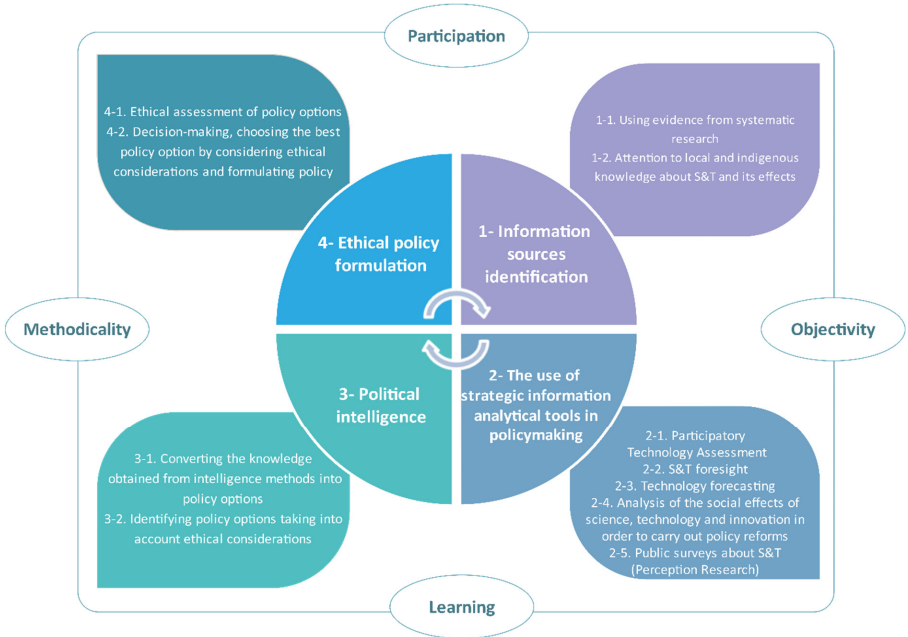 Participation
4-1. Ethical assessment of policy options
4-2. Decision-making, choosing the best
policy option by considering ethical
considerations and formulating policy
1-1. Using evidence from systematic
research
1-2. Attention to local and indigenous
knowledge about S&T and its effects
4- Ethical policy
formulation
1- Information
sources
identification
Methodicality
Objectivity
3- Political
intelligence
2- The use of
strategic information
analytical tools in
policymaking
3-1. Converting the knowledge
obtained from intelligence methods into
policy options
3-2. Identifying policy options taking into
account ethical considerations
2-1. Participatory
Technology Assessment
2-2. S&T foresight
2-3. Technology forecasting
2-4. Analysis of the social effects of
science, technology and innovation in
order to carry out policy reforms
2-5. Public surveys about S&T
(Perception Research)
Learning